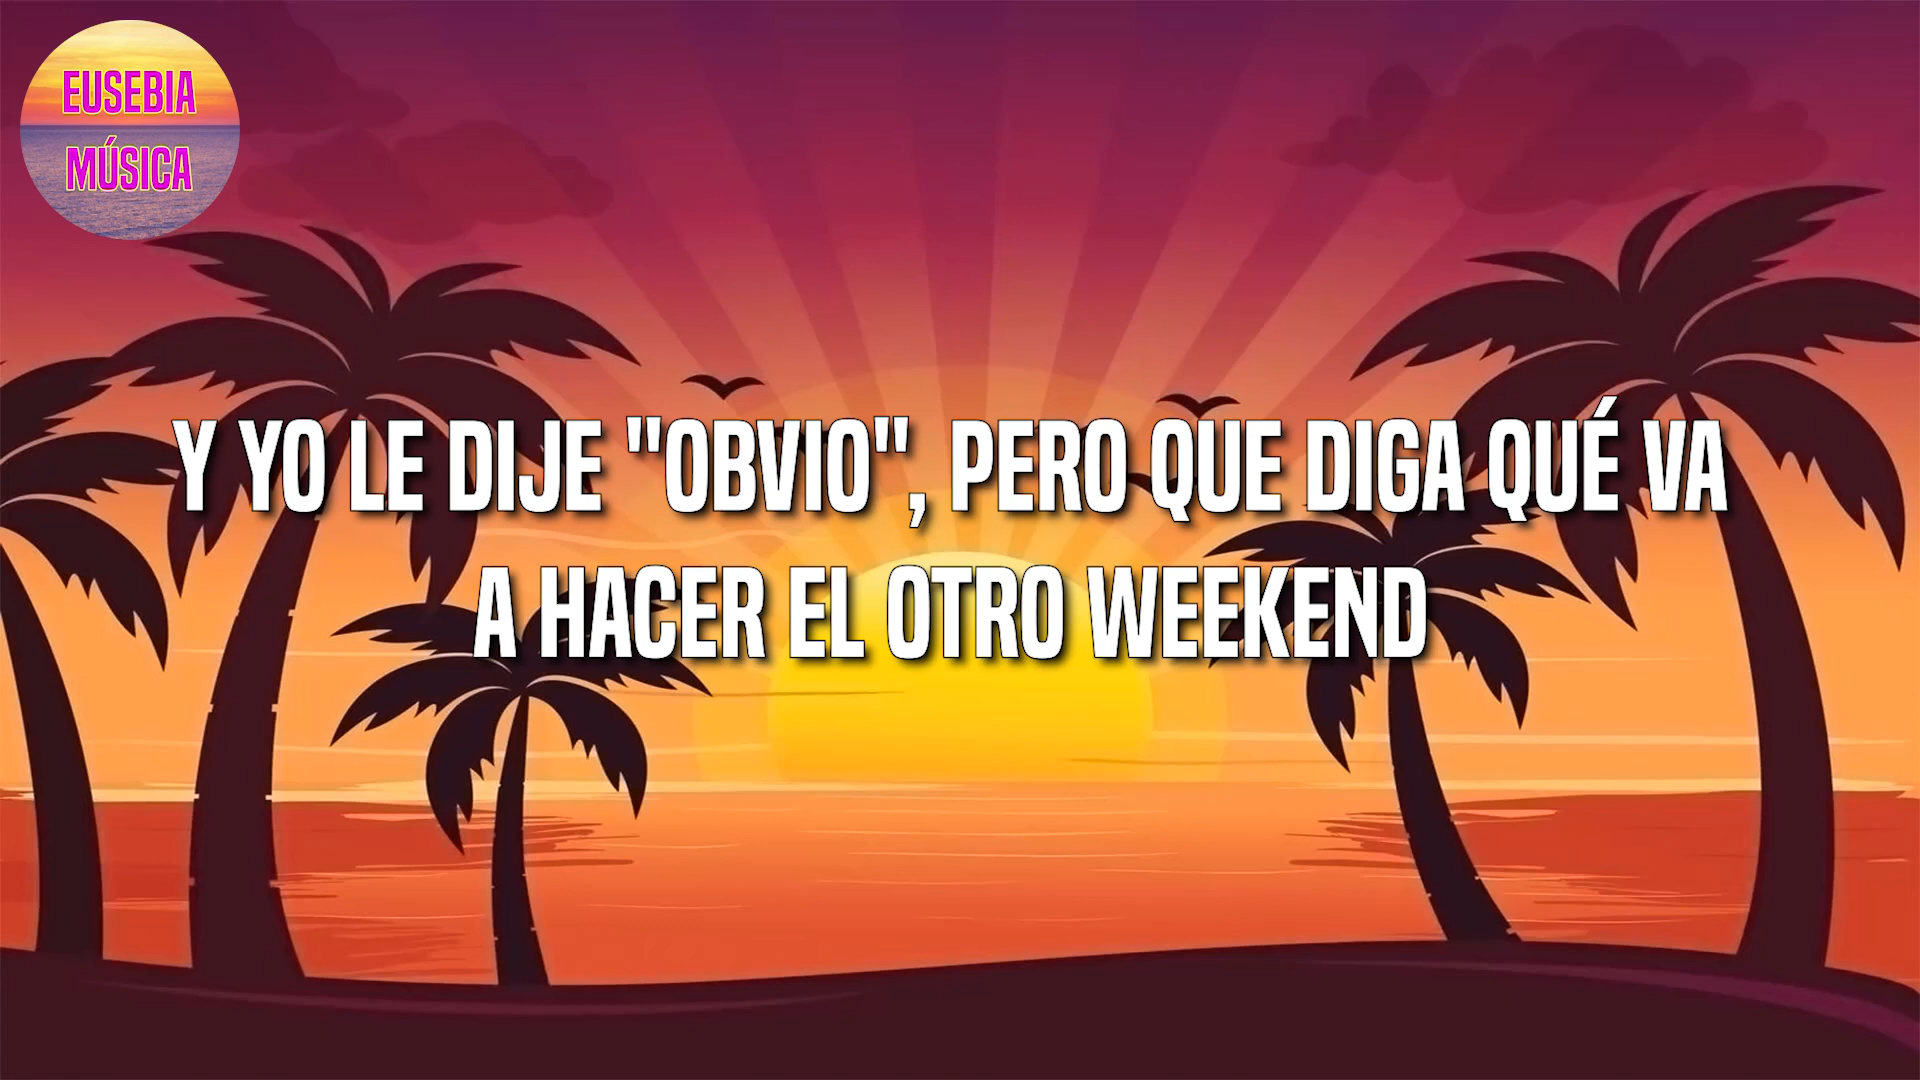 EUSEBIA
MÚSICA
Y YO LE DIJE "OBVIO", PERO QUE DIGA QUÉ VA
A HACER EL OTRO WEEKEND